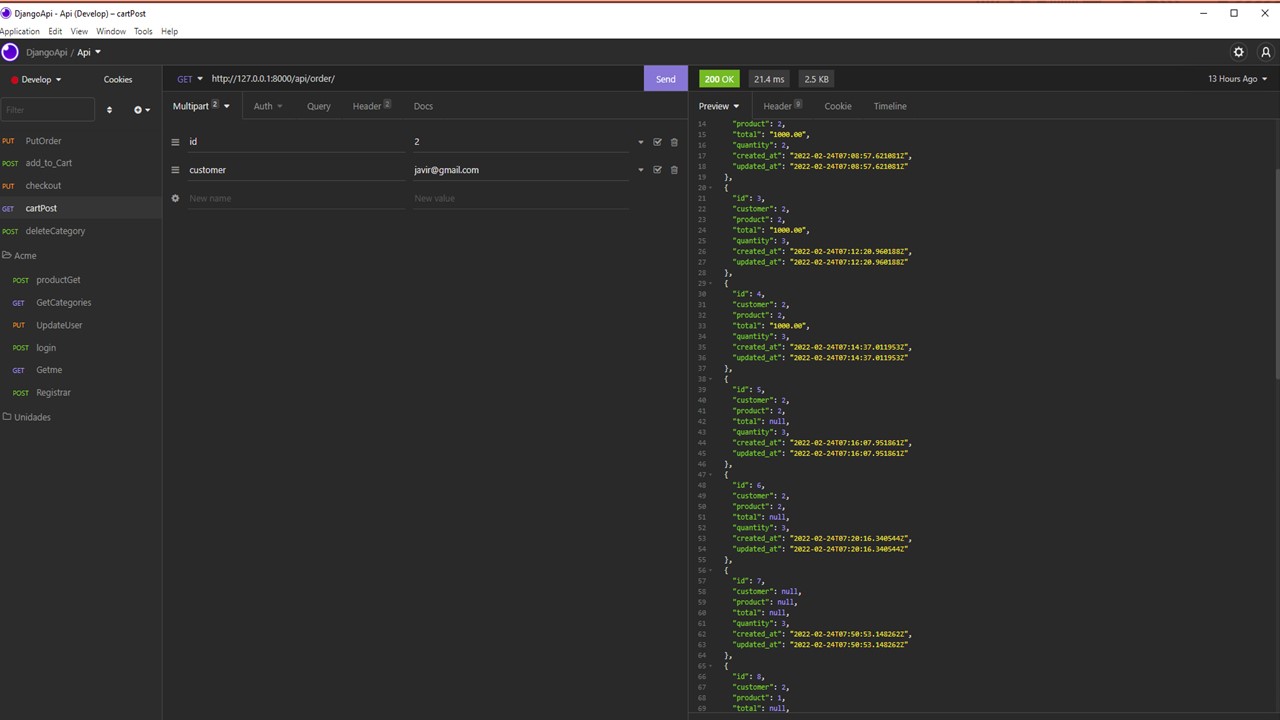 DjangoApi - Api (Develop) – cartPost
Application Edit View Window Tools Help
DjangoApi / Api
Develop Cookies
GET http://127.0.0.1:8000/api/order/ Send
200 OK 21.4 ms 2.5 KB 13 Hours Ago
Filter
Multipart 2 Auth Query Header 2 Docs
Preview Header 9 Cookie Timeline
PUT PutOrder
POST add_to_Cart
PUT checkout
GET cartPost
POST deleteCategory
Acme
POST productGet
GET GetCategories
PUT UpdateUser
POST login
GET Getme
POST Registrar
Unidades
id 2
customer javir@gmail.com
New name New value
14 "product": 2,
15 "total": "1000.00",
16 "quantity": 2,
17 "created_at": "2022-02-24T07:08:57.621081Z",
18 "updated_at": "2022-02-24T07:08:57.621081Z"
19 },
20 {
21 "id": 3,
22 "customer": 2,
23 "product": 2,
24 "total": "1000.00",
25 "quantity": 3,
26 "created_at": "2022-02-24T07:12:20.960188Z",
27 "updated_at": "2022-02-24T07:12:20.960188Z"
28 },
29 {
30 "id": 4,
31 "customer": 2,
32 "product": 2,
33 "total": "1000.00",
34 "quantity": 3,
35 "created_at": "2022-02-24T07:14:37.011953Z",
36 "updated_at": "2022-02-24T07:14:37.011953Z"
37 },
38 {
39 "id": 5,
40 "customer": 2,
41 "product": 2,
42 "total": null,
43 "quantity": 3,
44 "created_at": "2022-02-24T07:16:07.951861Z",
45 "updated_at": "2022-02-24T07:16:07.951861Z"
46 },
47 {
48 "id": 6,
49 "customer": 2,
50 "product": 2,
51 "total": null,
52 "quantity": 3,
53 "created_at": "2022-02-24T07:20:16.340544Z",
54 "updated_at": "2022-02-24T07:20:16.340544Z"
55 },
56 {
57 "id": 7,
58 "customer": null,
59 "product": null,
60 "total": null,
61 "quantity": 3,
62 "created_at": "2022-02-24T07:50:53.148262Z",
63 "updated_at": "2022-02-24T07:50:53.148262Z"
64 },
65 {
66 "id": 8,
67 "customer": 2,
68 "product": 1,
69 "total": null,